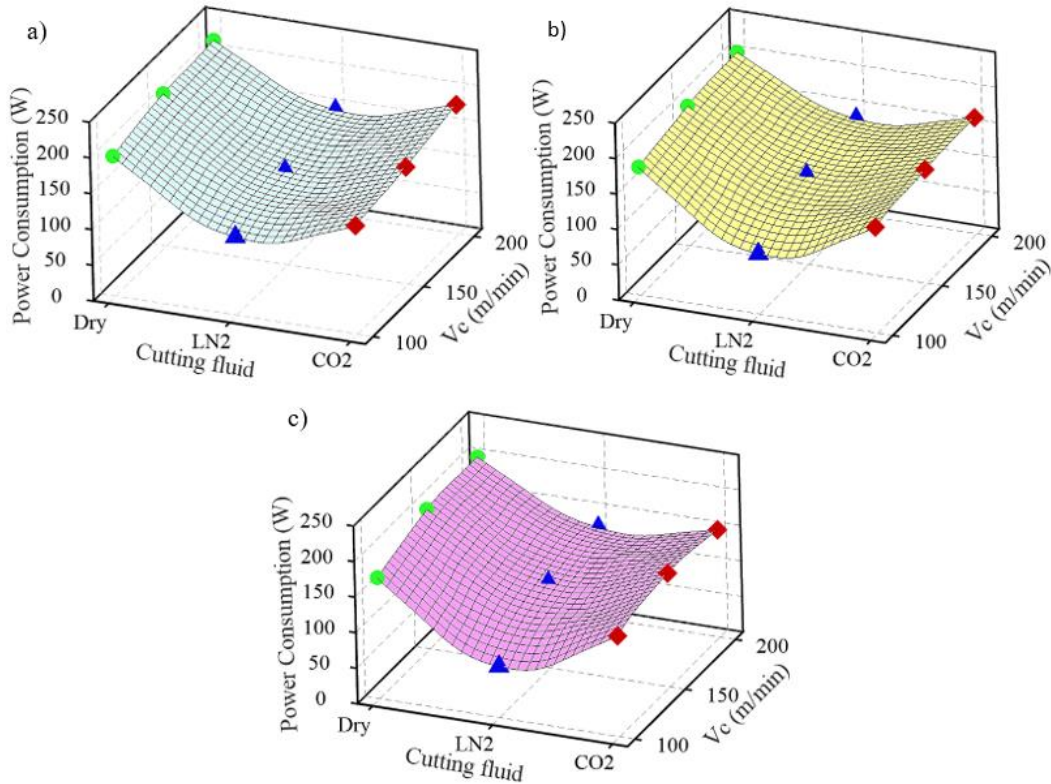 a)
Power Consumption (W)
250
200
150
100
50
0
Dry
LN2
CO2
Cutting fluid
100
150
200
Vc (m/min)
b)
Power Consumption (W)
250
200
150
100
50
0
Dry
LN2
CO2
Cutting fluid
100
150
200
Vc (m/min)
c)
Power Consumption (W)
250
200
150
100
50
0
Dry
LN2
CO2
Cutting fluid
100
150
200
Vc (m/min)